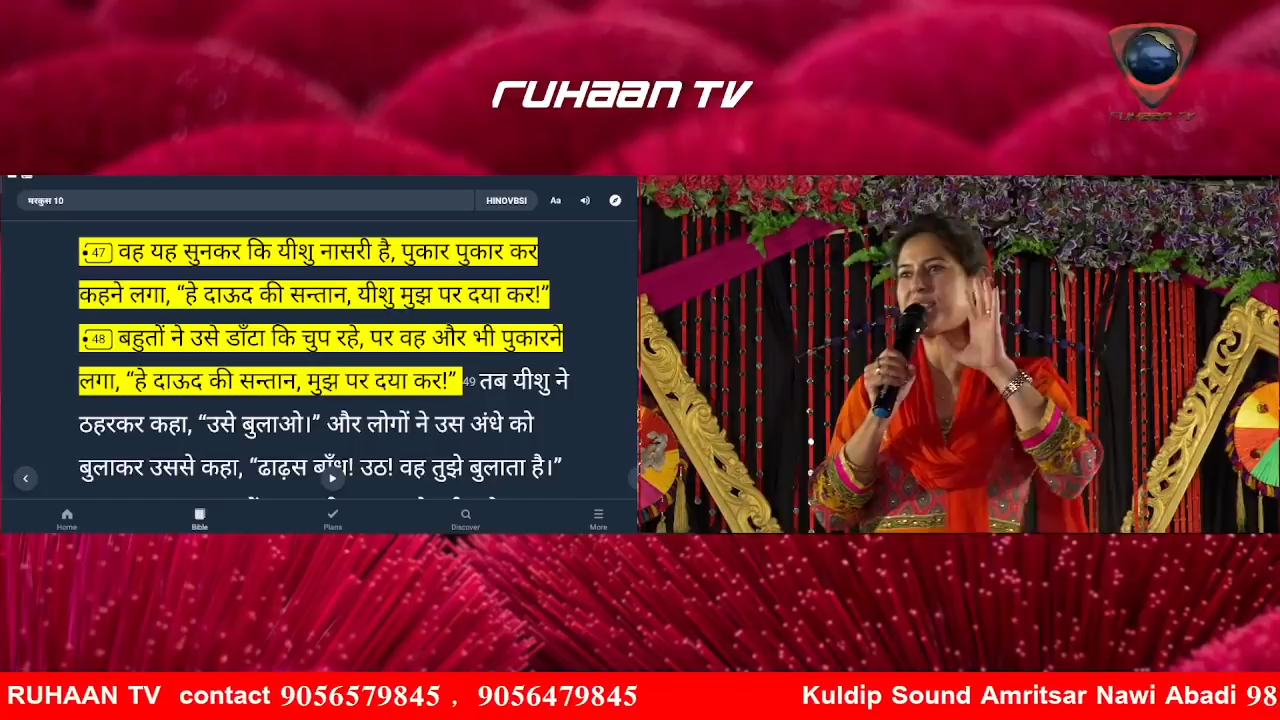 RUHAAN TV
RUHAAN TV
मरकुस 10
HINOVBSI
Aa
47 वह यह सुनकर कि यीशु नासरी है, पुकार पुकार कर
कहने लगा, “हे दाऊद की सन्तान, यीशु मुझ पर दया कर!”
48 बहुतों ने उसे डाँटा कि चुप रहे, पर वह और भी पुकारने
लगा, “हे दाऊद की सन्तान, मुझ पर दया कर!” 49 तब यीशु ने
ठहरकर कहा, “उसे बुलाओ।” और लोगों ने उस अंधे को
बुलाकर उससे कहा, “ढाढ़स बाँध! उठ! वह तुझे बुलाता है।”
Home
Bible
Plans
Discover
More
RUHAAN TV contact 9056579845 , 9056479845
Kuldip Sound Amritsar Nawi Abadi 98